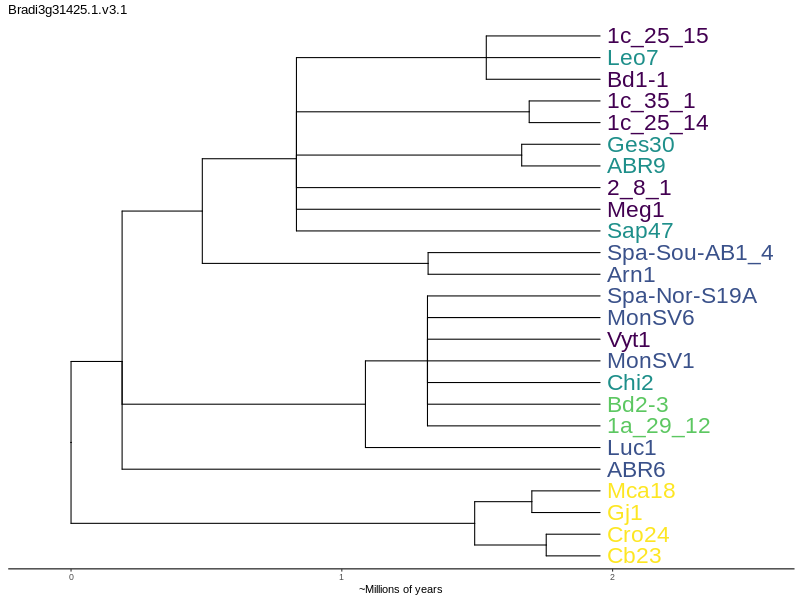 Bradi3g31425.1.v3.1
1c_25_15
Leo7
Bd1-1
1c_35_1
1c_25_14
Ges30
ABR9
2_8_1
Meg1
Sap47
Spa-Sou-AB1_4
Arn1
Spa-Nor-S19A
MonSV6
Vyt1
MonSV1
Chi2
Bd2-3
1a_29_12
Luc1
ABR6
Mca18
Gj1
Cro24
Cb23
0 1 2
~Millions of years